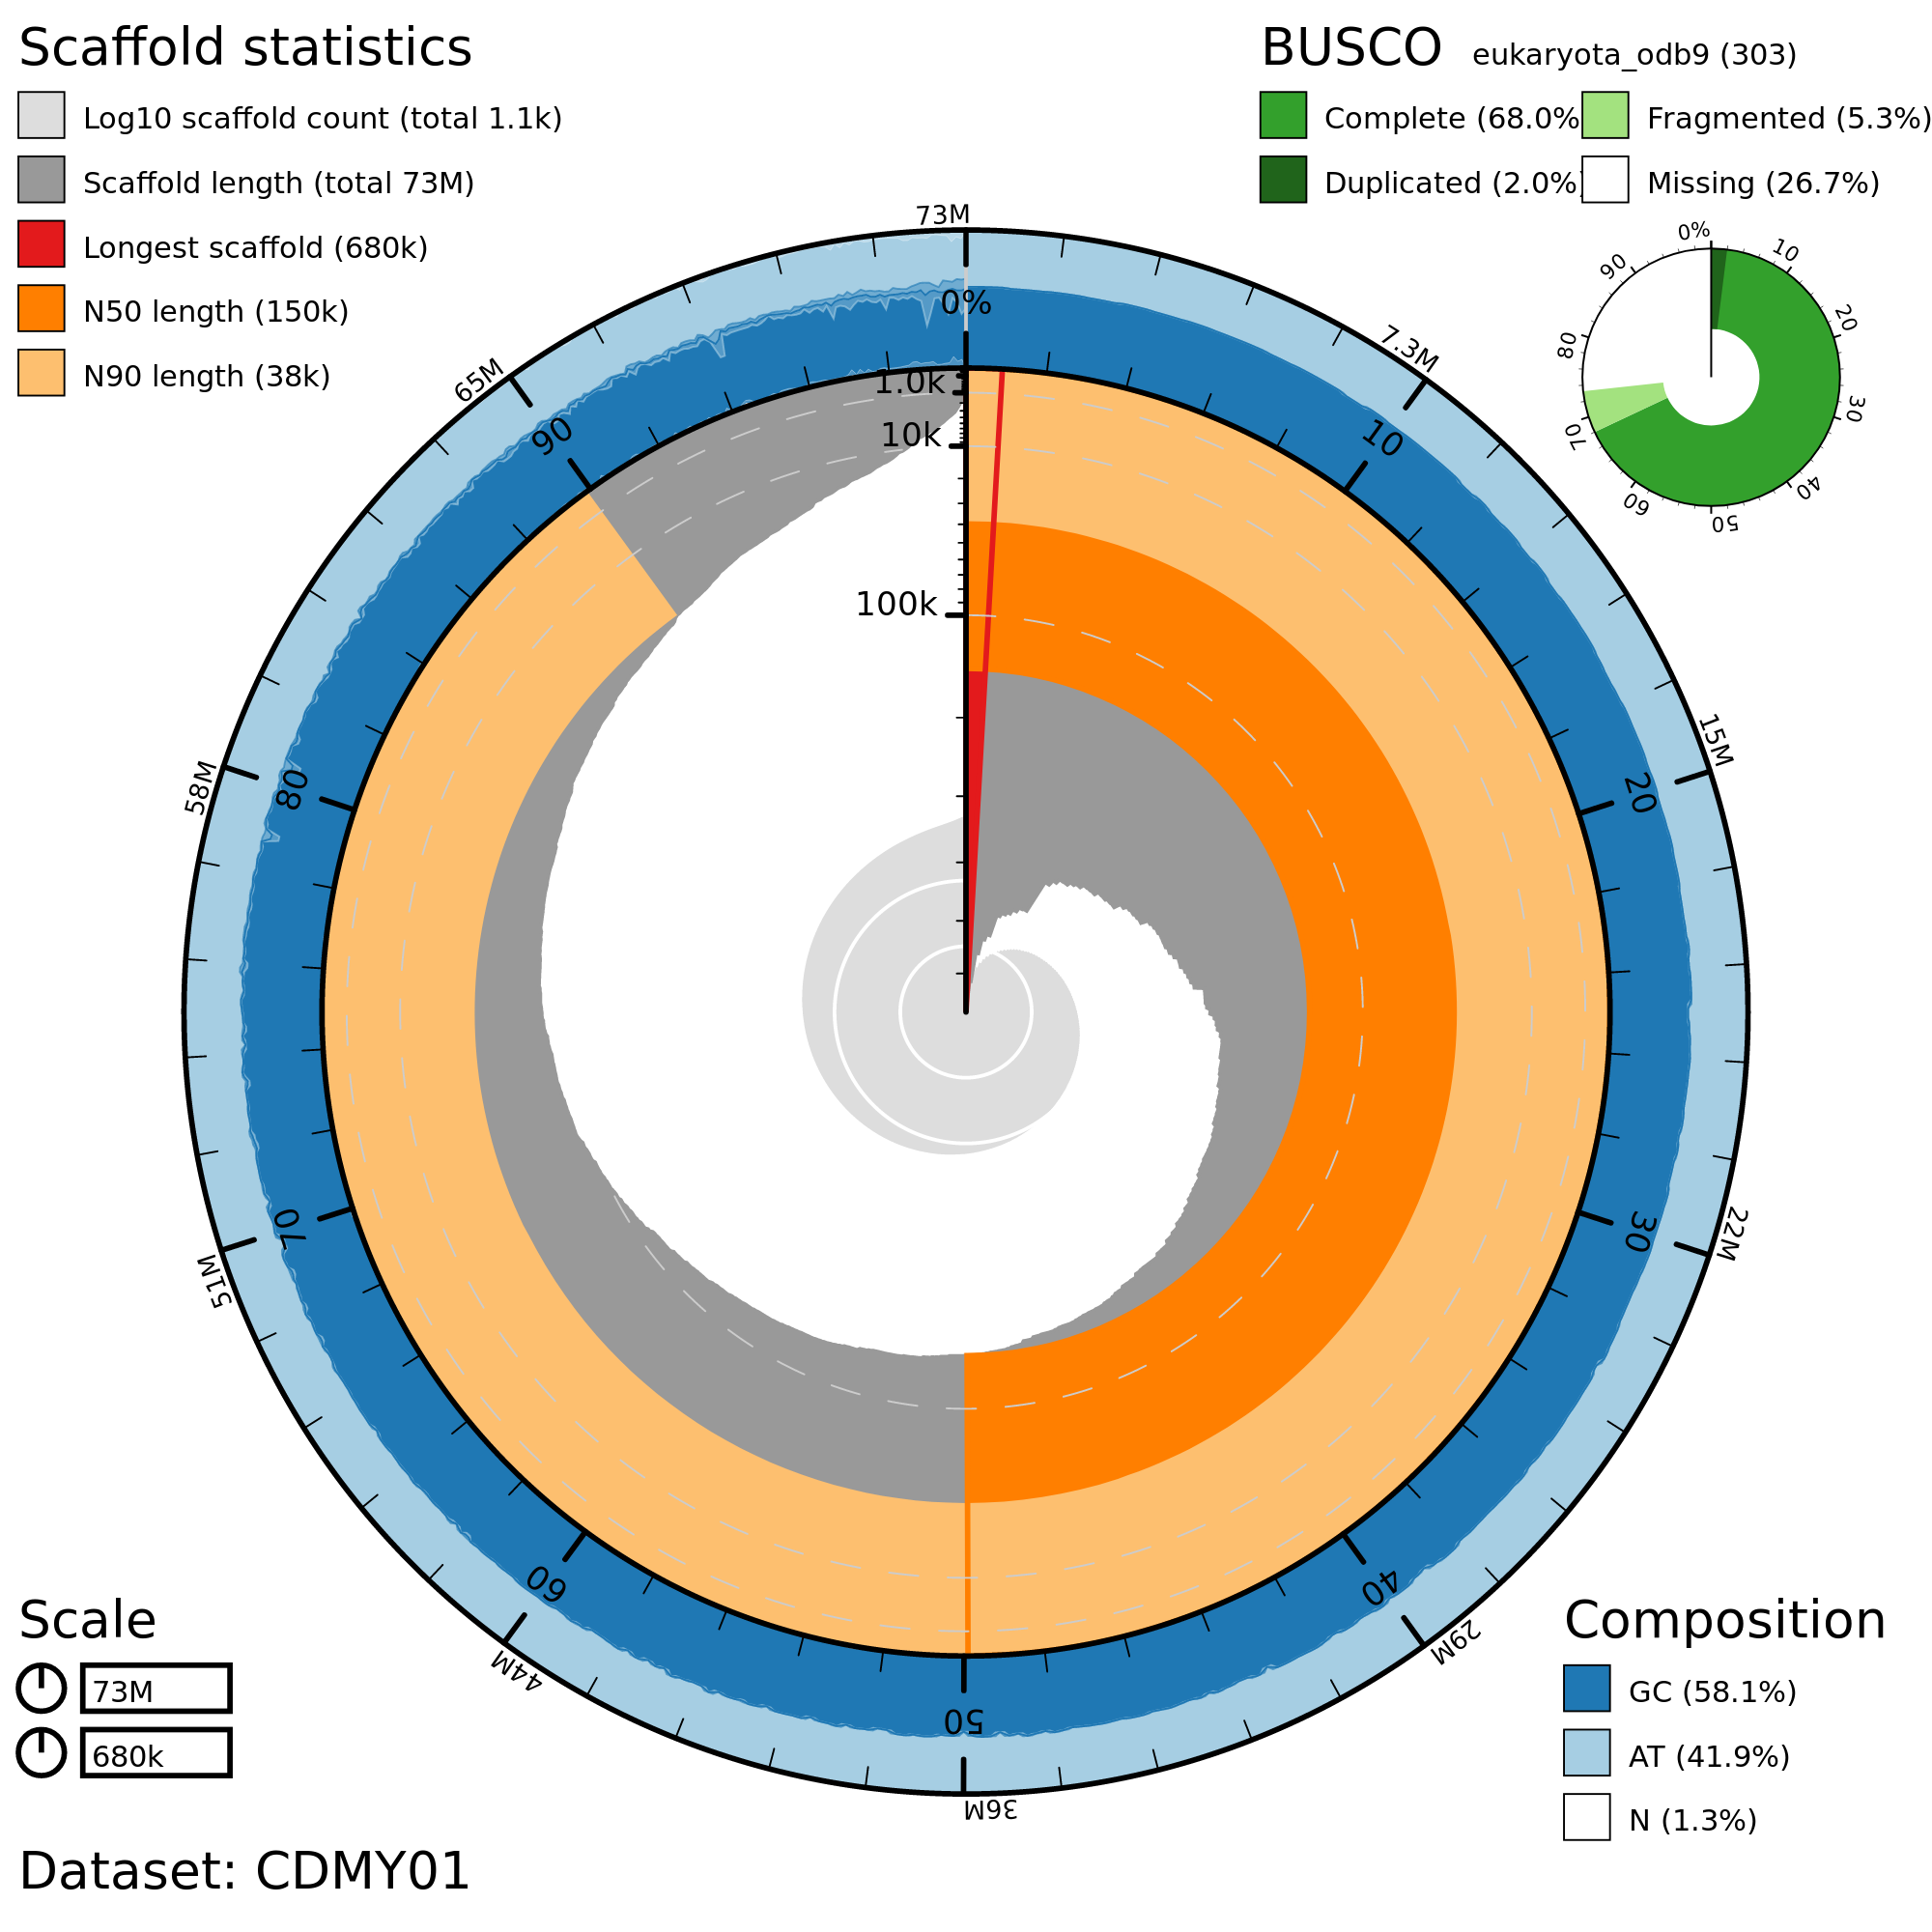 Scaffold statistics
Log10 scaffold count (total 1.1k)
Scaffold length (total 73M)
Longest scaffold (680k)
N50 length (150k)
N90 length (38k)
BUSCO eukaryota_odb9 (303)
Complete (68.0%
Fragmented (5.3%)
Duplicated (2.0%)
Missing (26.7%)
0%
10
20
30
40
50
60
70
80
90
73M
7.3M
15M
22M
29M
36M
44M
51M
58M
65M
0%
10
20
30
40
50
60
70
80
90
1.0k
10k
100k
Scale
73M
680k
Composition
GC (58.1%)
AT (41.9%)
N (1.3%)
Dataset: CDMY01